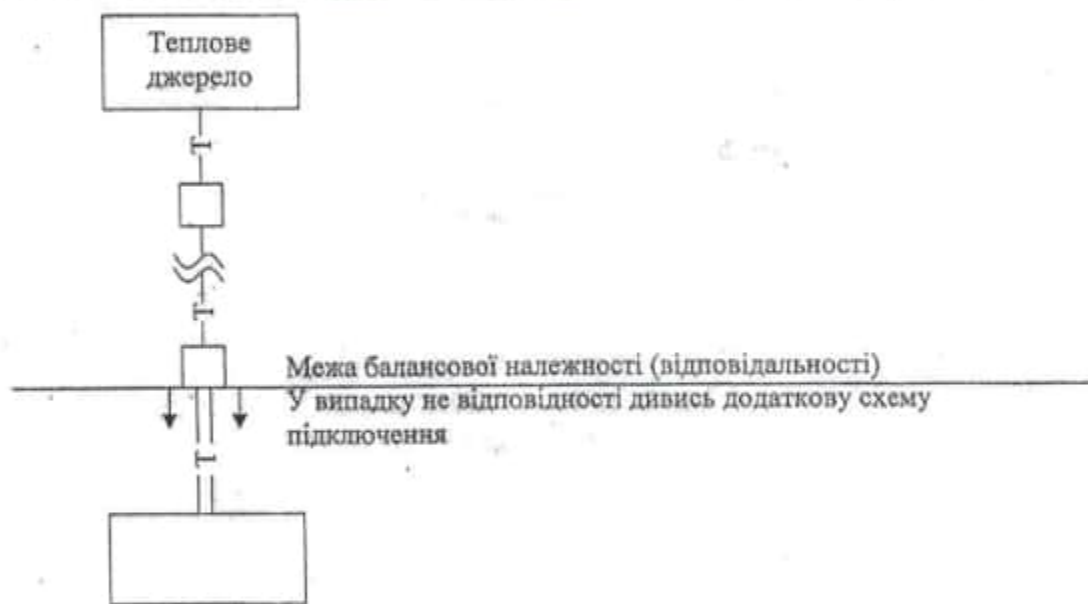 Теплове
джерело
Т
Т
Межа балансової належності (відповідальності)
У випадку не відповідності дивись додаткову схему
підключення
Т